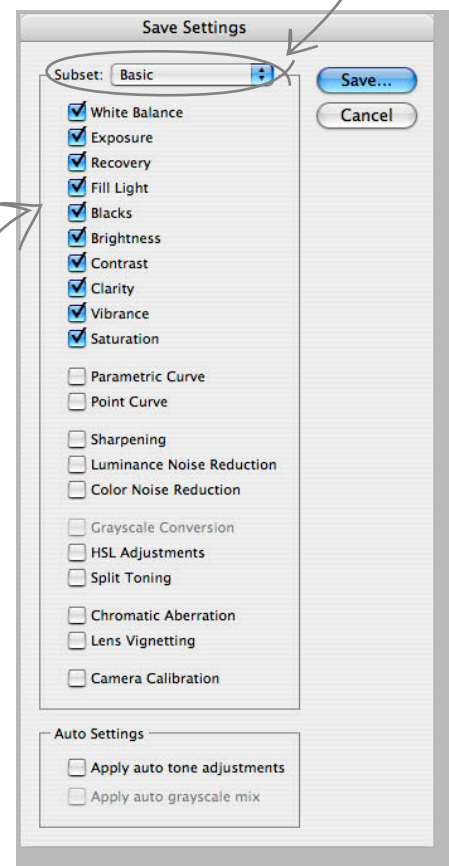 Save Settings
Subset: Basic
Save...
Cancel
White Balance
Exposure
Recovery
Fill Light
Blacks
Brightness
Contrast
Clarity
Vibrance
Saturation
Parametric Curve
Point Curve
Sharpening
Luminance Noise Reduction
Color Noise Reduction
Grayscale Conversion
HSL Adjustments
Split Toning
Chromatic Aberration
Lens Vignetting
Camera Calibration
Auto Settings
Apply auto tone adjustments
Apply auto grayscale mix